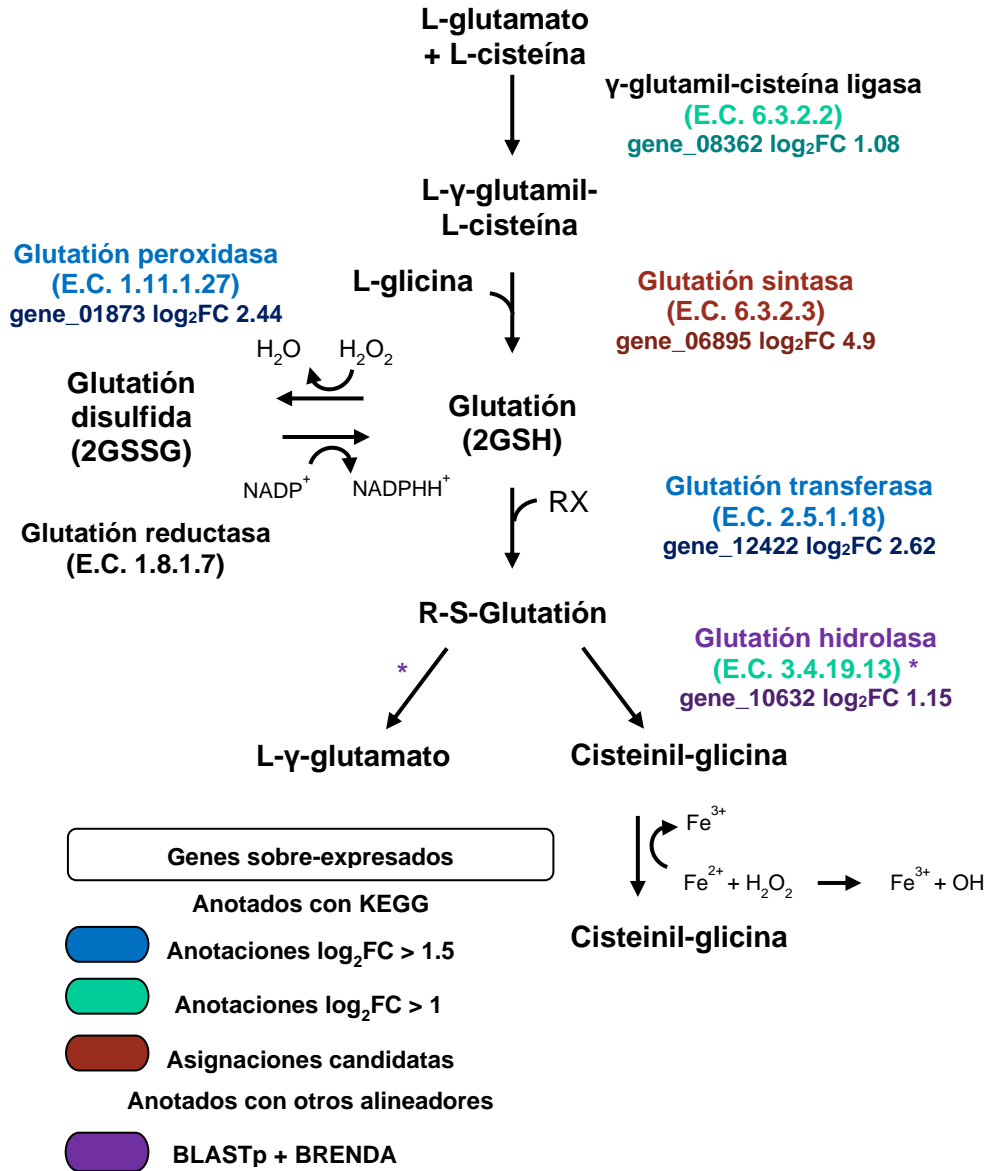 L-glutamato
+ L-cisteína
γ-glutamil-cisteína ligasa
(E.C. 6.3.2.2)
gene_08362 log₂FC 1.08
L-γ-glutamil-
L-cisteína
Glutatión peroxidasa
(E.C. 1.11.1.27)
gene_01873 log₂FC 2.44
L-glicina
Glutatión sintasa
(E.C. 6.3.2.3)
gene_06895 log₂FC 4.9
H₂O H₂O₂
Glutatión
disulfida
(2GSSG)
Glutatión
(2GSH)
NADP⁺ NADPHH⁺
Glutatión reductasa
(E.C. 1.8.1.7)
RX
Glutatión transferasa
(E.C. 2.5.1.18)
gene_12422 log₂FC 2.62
R-S-Glutatión
*
Glutatión hidrolasa
(E.C. 3.4.19.13) *
gene_10632 log₂FC 1.15
L-γ-glutamato
Cisteinil-glicina
Fe³⁺
Fe²⁺ + H₂O₂
Fe³⁺ + OH
Cisteinil-glicina
Genes sobre-expresados
Anotados con KEGG
Anotaciones log₂FC > 1.5
Anotaciones log₂FC > 1
Asignaciones candidatas
Anotados con otros alineadores
BLASTp + BRENDA